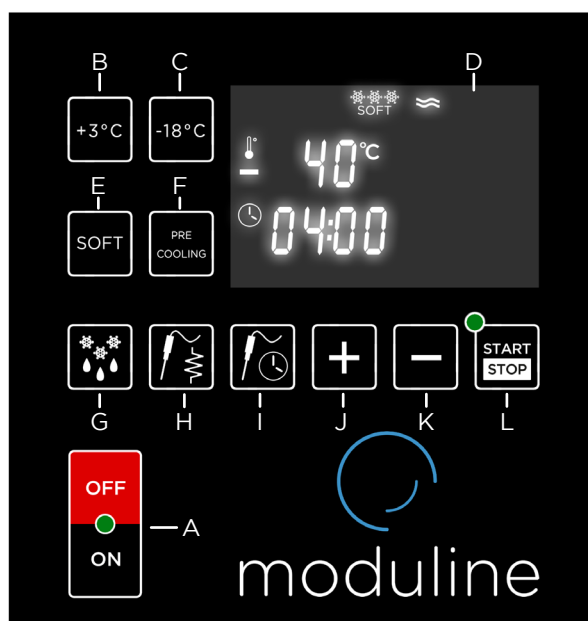 B
C
D
+3°C
-18°C
SOFT
40°C
04:00
E
F
SOFT
PRE
COOLING
START
STOP
G
H
I
J
K
L
+
−
OFF
ON
A
moduline